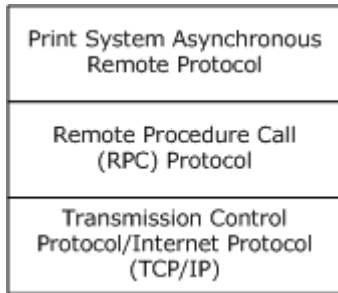 Print System Asynchronous
Remote Protocol
Remote Procedure Call
(RPC) Protocol
Transmission Control
Protocol/Internet Protocol
(TCP/IP)